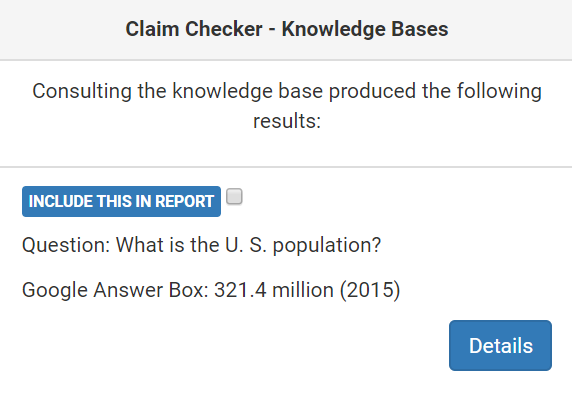 Claim Checker - Knowledge Bases
Consulting the knowledge base produced the following
results:
INCLUDE THIS IN REPORT
Question: What is the U. S. population?
Google Answer Box: 321.4 million (2015)
Details